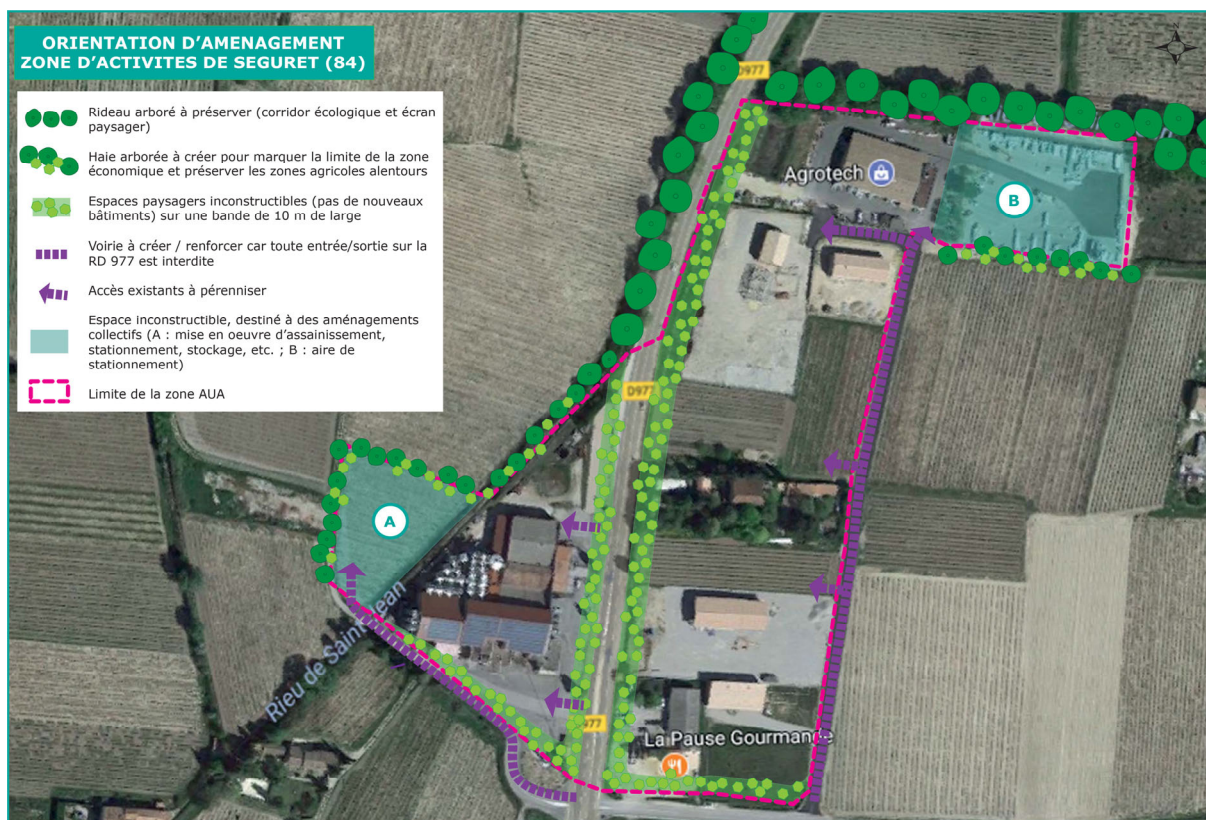 ORIENTATION D'AMENAGEMENT
ZONE D'ACTIVITES DE SEGURET (84)
Rideau arboré à préserver (corridor écologique et écran
paysager)
Haie arborée à créer pour marquer la limite de la zone
économique et préserver les zones agricoles alentours
Espaces paysagers inconstructibles (pas de nouveaux
bâtiments) sur une bande de 10 m de large
Voirie à créer / renforcer car toute entrée/sortie sur la
RD 977 est interdite
Accès existants à pérenniser
Espace inconstructible, destiné à des aménagements
collectifs (A : mise en oeuvre d'assainissement,
stationnement, stockage, etc. ; B : aire de
stationnement)
Limite de la zone AUA
N
D977
Agrotech
B
D977
A
Rieu de Saint-Jean
977
La Pause Gourmande